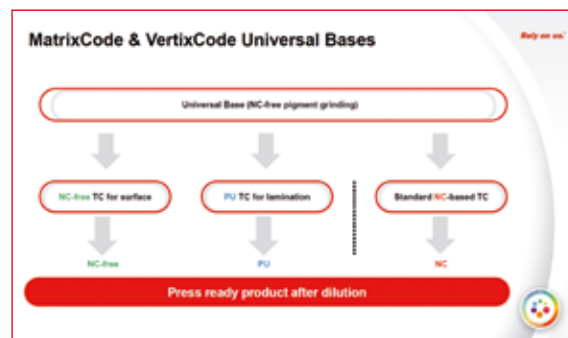 MatrixCode & VertixCode Universal Bases
Rely on us.™
Universal Base (NC-free pigment grinding)
NC-free TC for surface
PU TC for lamination
Standard NC-based TC
NC-free
PU
NC
Press ready product after dilution